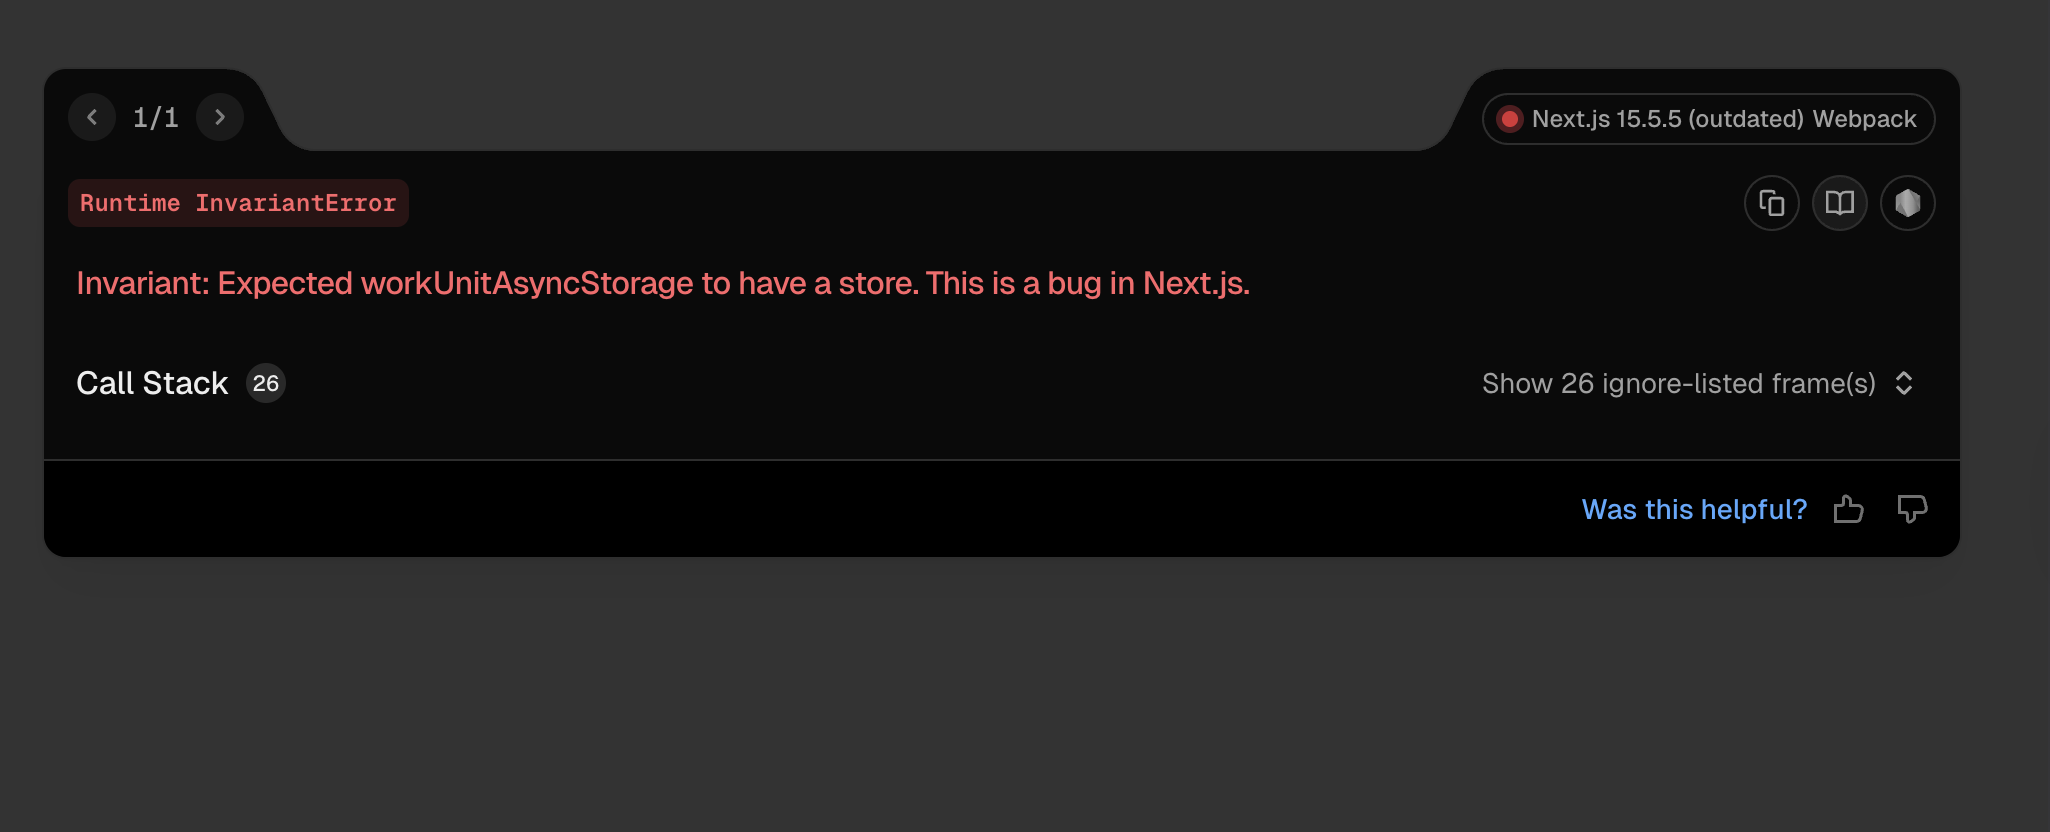 1/1
Next.js 15.5.5 (outdated) Webpack
Runtime InvariantError
Invariant: Expected workUnitAsyncStorage to have a store. This is a bug in Next.js.
Call Stack 26
Show 26 ignore-listed frame(s)
Was this helpful?